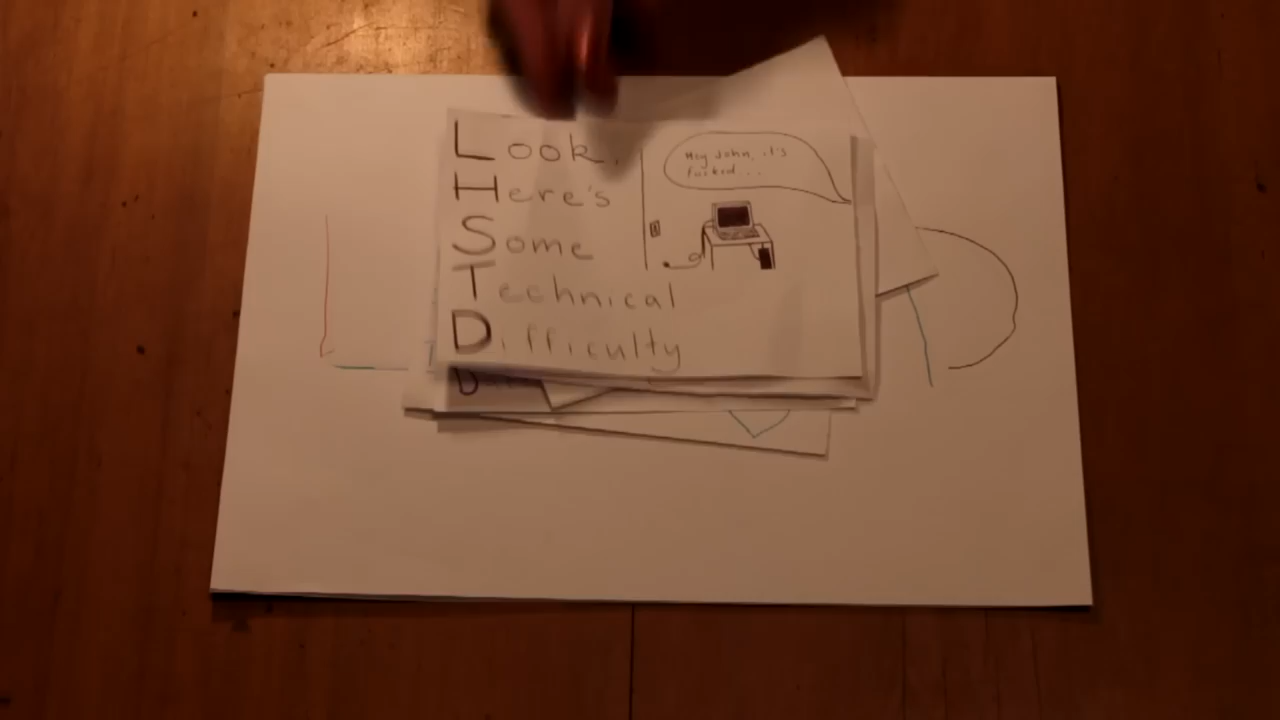 Look,
Here's
Some
Technical
Difficulty
Hey John, it's
fucked...